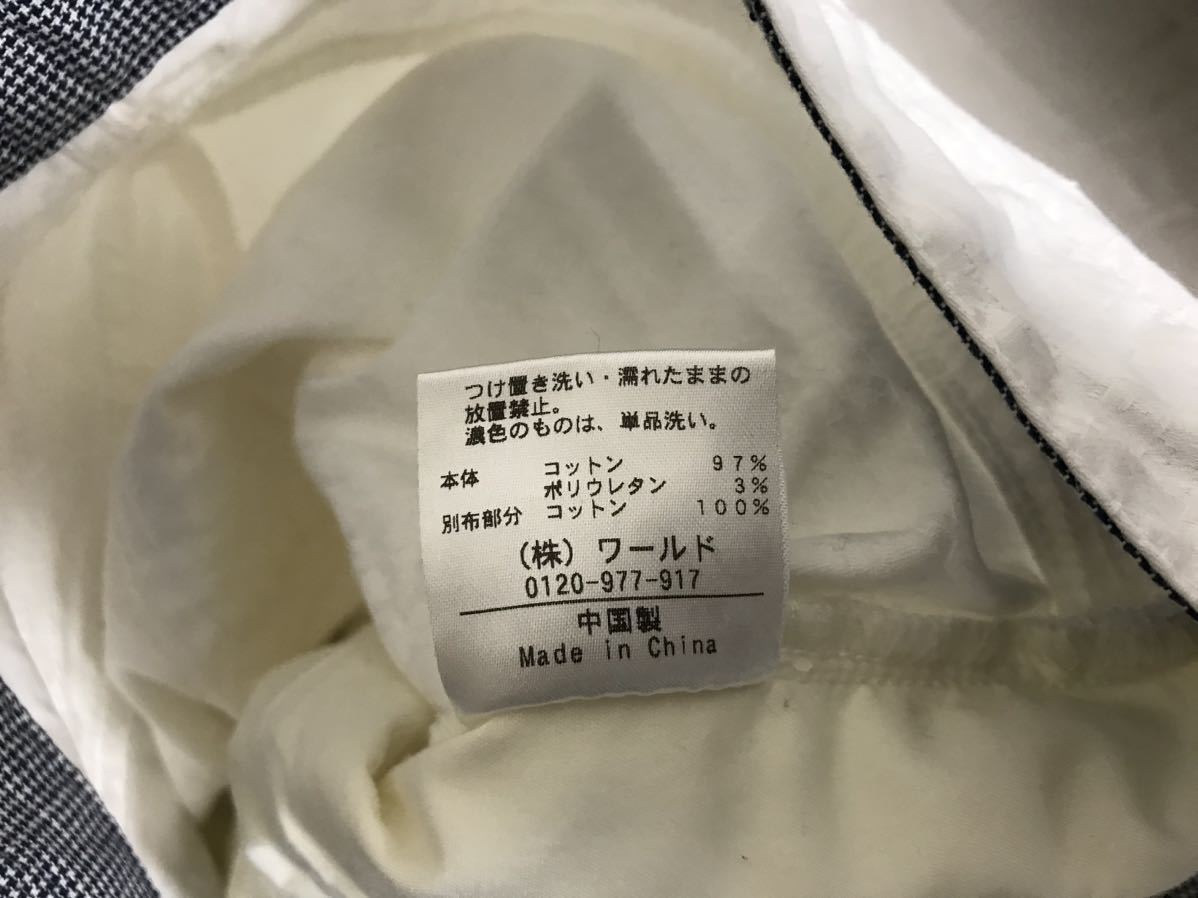 つけ置き洗い・濡れたままの
放置禁止。
濃色のものは、単品洗い。
本体 コットン 97%
ポリウレタン 3%
別布部分 コットン 100%
(株) ワールド
0120-977-917
中国製
Made in China